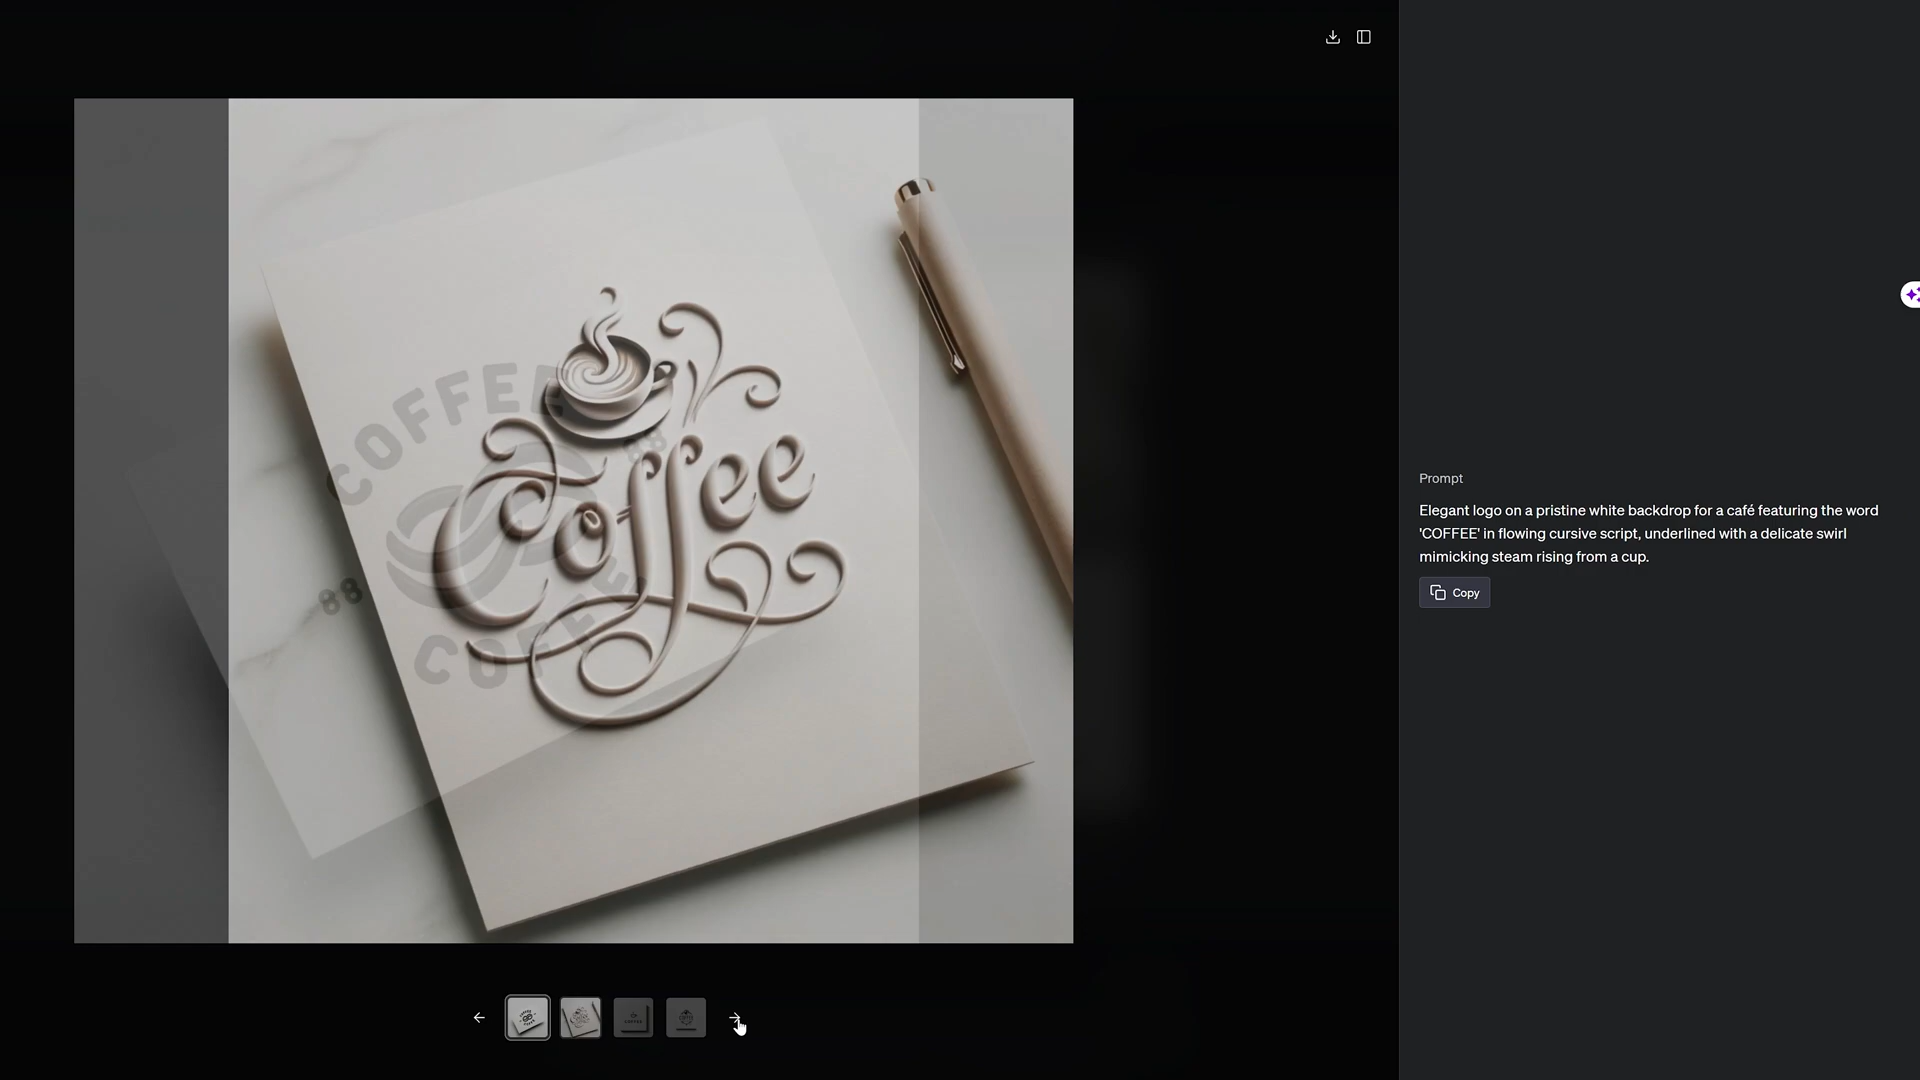 COFFEE
Coffee
88
88
COFFEE
Prompt
Elegant logo on a pristine white backdrop for a café featuring the word
'COFFEE' in flowing cursive script, underlined with a delicate swirl
mimicking steam rising from a cup.
Copy